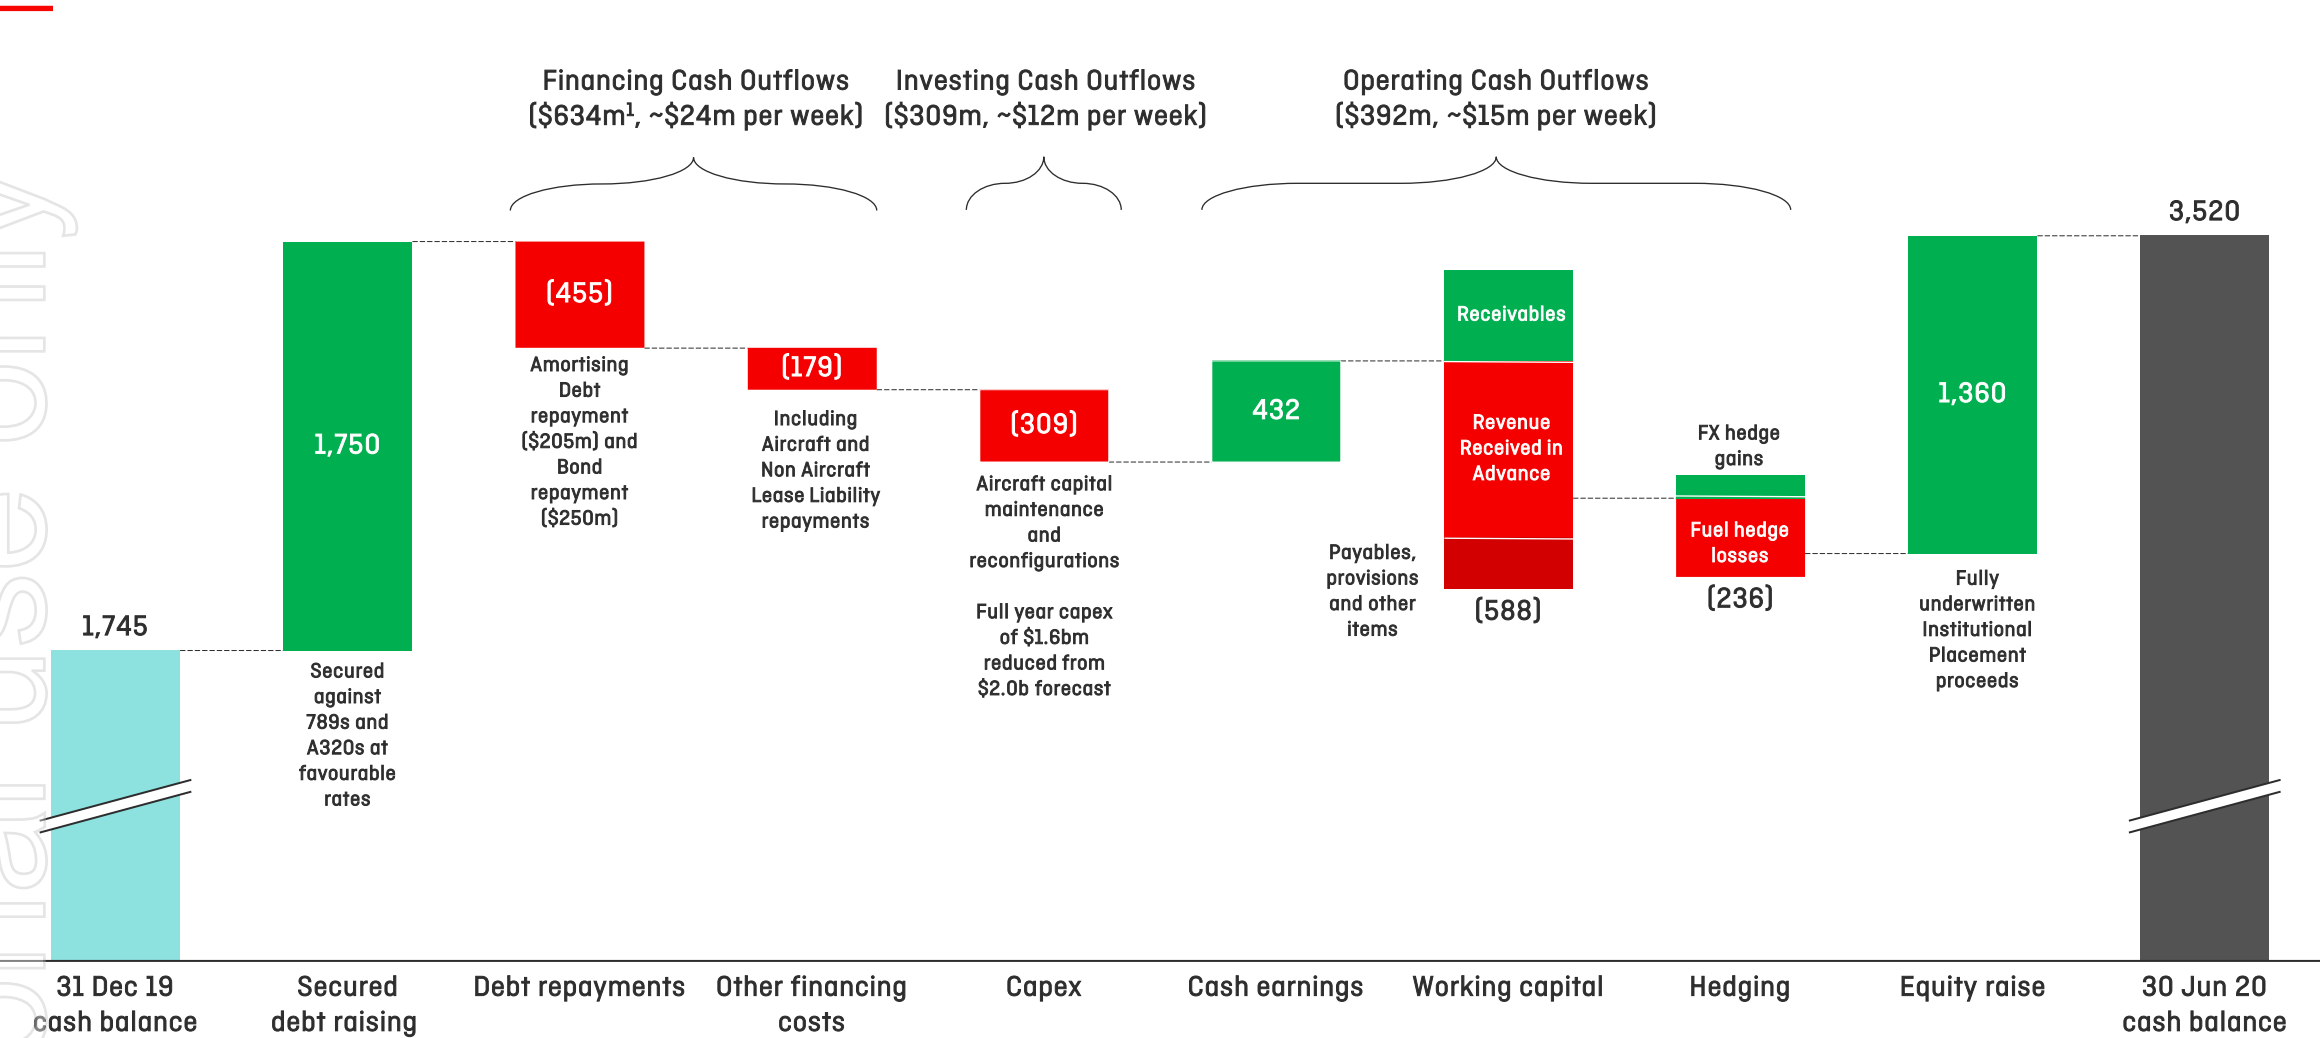 Financing Cash Outflows
($634m¹, ~$24m per week)
Investing Cash Outflows
($309m, ~$12m per week)
Operating Cash Outflows
($392m, ~$15m per week)
1,745
1,750
Secured
against
789s and
A320s at
favourable
rates
(455)
Amortising
Debt
repayment
($205m) and
Bond
repayment
($250m)
(179)
Including
Aircraft and
Non Aircraft
Lease Liability
repayments
(309)
Aircraft capital
maintenance
and
reconfigurations
Full year capex
of $1.6bm
reduced from
$2.0b forecast
432
Receivables
Revenue
Received in
Advance
Payables,
provisions
and other
items
(588)
FX hedge
gains
Fuel hedge
losses
(236)
1,360
Fully
underwritten
Institutional
Placement
proceeds
3,520
31 Dec 19
cash balance
Secured
debt raising
Debt repayments
Other financing
costs
Capex
Cash earnings
Working capital
Hedging
Equity raise
30 Jun 20
cash balance
use only